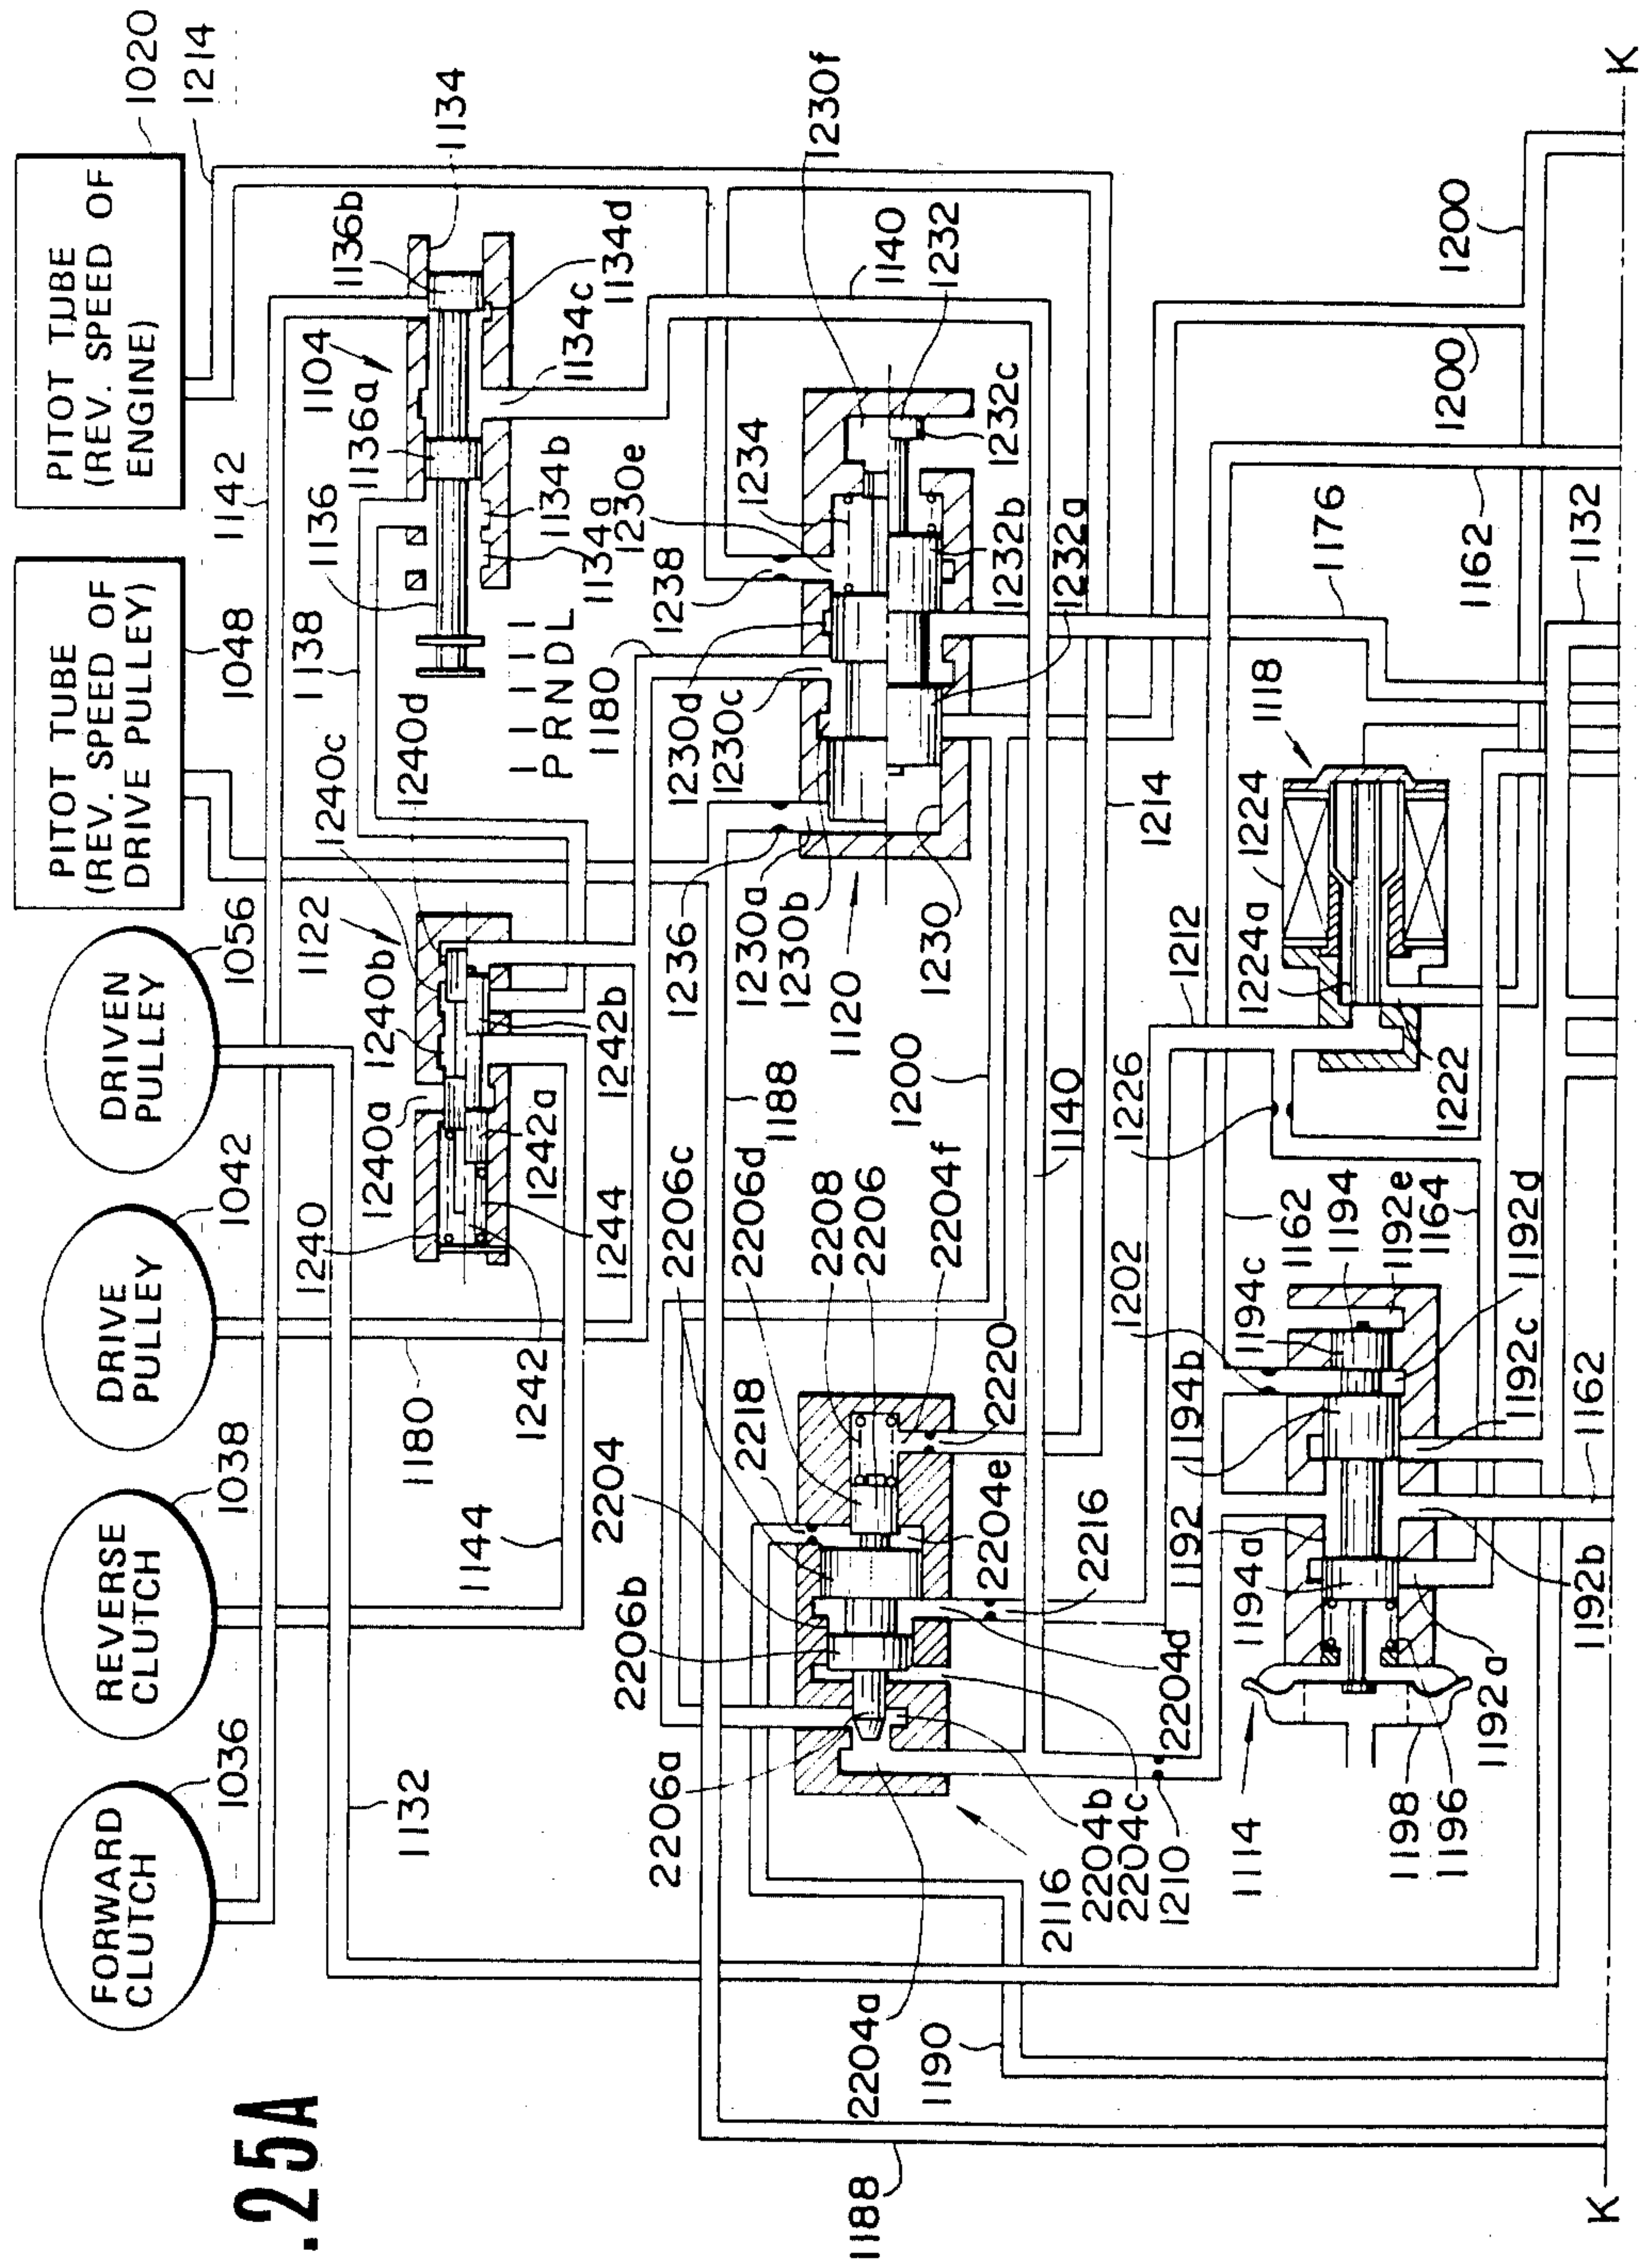 .25A
FORWARD
CLUTCH
1036
REVERSE
CLUTCH
1038
DRIVE
PULLEY
1042
DRIVEN
PULLEY
1056
PITOT TUBE
(REV. SPEED OF
DRIVE PULLEY)
1048
PITOT TUBE
(REV. SPEED OF
ENGINE)
1020
1214
1132
1144
1180
1242
1240
1240a
1240b
1122
1240c
1240d
1138
1136
1142
1136a
1104
1136b
1134
1242a
1242b
1244
PRNDL
1134a
1134b
1134c
1134d
1180
1238
1230e
1234
1140
1230f
1232
1232c
1232b
1232a
1230d
1230c
1236
1230a
1230b
1120
1230
1188
1200
2206a
2206b
2204
2218
2206c
2206d
2208
2206
2204f
2220
2204e
2216
2204d
1140
1214
2204a
1190
1188
2116
2204b
2204c
1210
1114
1198
1196
1192a
1192b
1194a
1192
1194b
1202
1194c
1162
1194
1192e
1164
1192d
1192c
1162
1226
1212
1224a
1224
1118
1222
1176
1162
1132
1200
1200
K
K